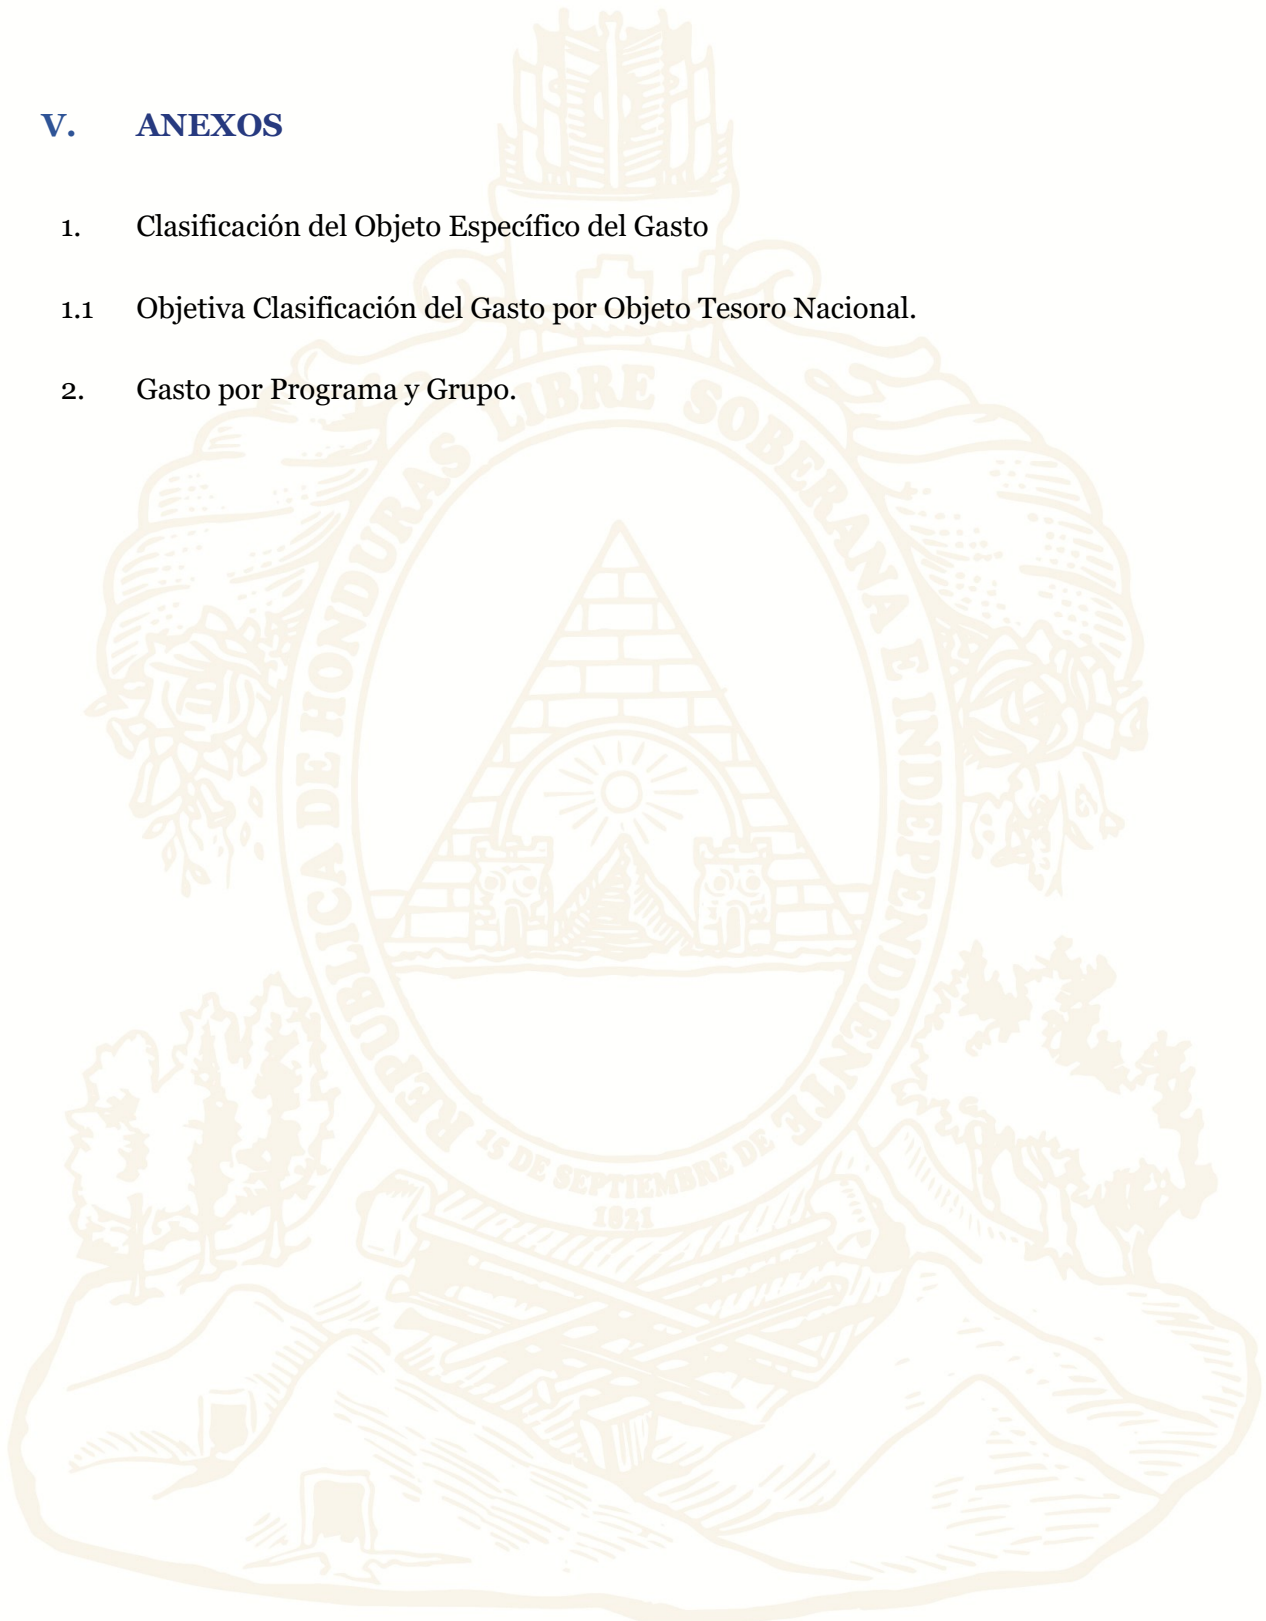 V. ANEXOS
1. Clasificación del Objeto Específico del Gasto
1.1 Objetiva Clasificación del Gasto por Objeto Tesoro Nacional.
2. Gasto por Programa y Grupo.
REPUBLICA DE HONDURAS LIBRE SOBERANA E INDEPENDIENTE
15 DE SEPTIEMBRE DE
1821